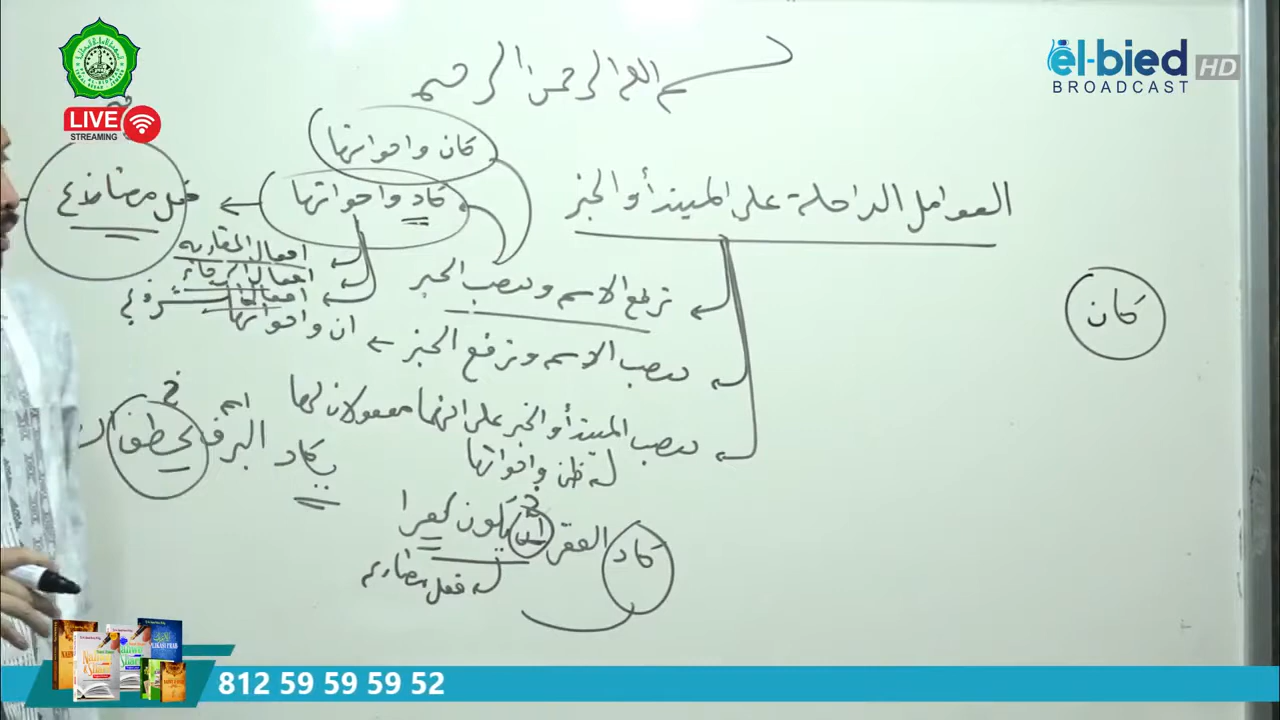 LIVE
STREAMING
el-bied HD
BROADCAST
بسم الله الرحمن الرحيم
كان واخواتها
العوامل الداخلة على المبتدأ والخبر
كاد واخواتها
فعل مضارع
افعال المقاربة
افعال الرجاء
افعال الشروع
كان
ترفع الاسم وتنصب الخبر
تنصب الاسم وترفع الخبر
ان واخواتها
تنصب المبتدأ والخبر على انهما مفعولان لها
ظن واخواتها
يكاد البرق يخطف
اسم
خ
كاد الفقر ان يكون كفرا
خ
فعل مضارع
812 59 59 59 52